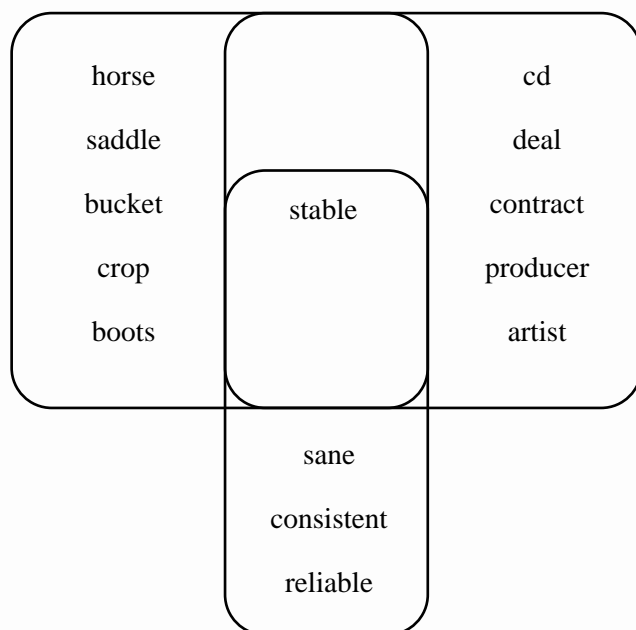 horse
saddle
bucket
crop
boots
stable
cd
deal
contract
producer
artist
sane
consistent
reliable